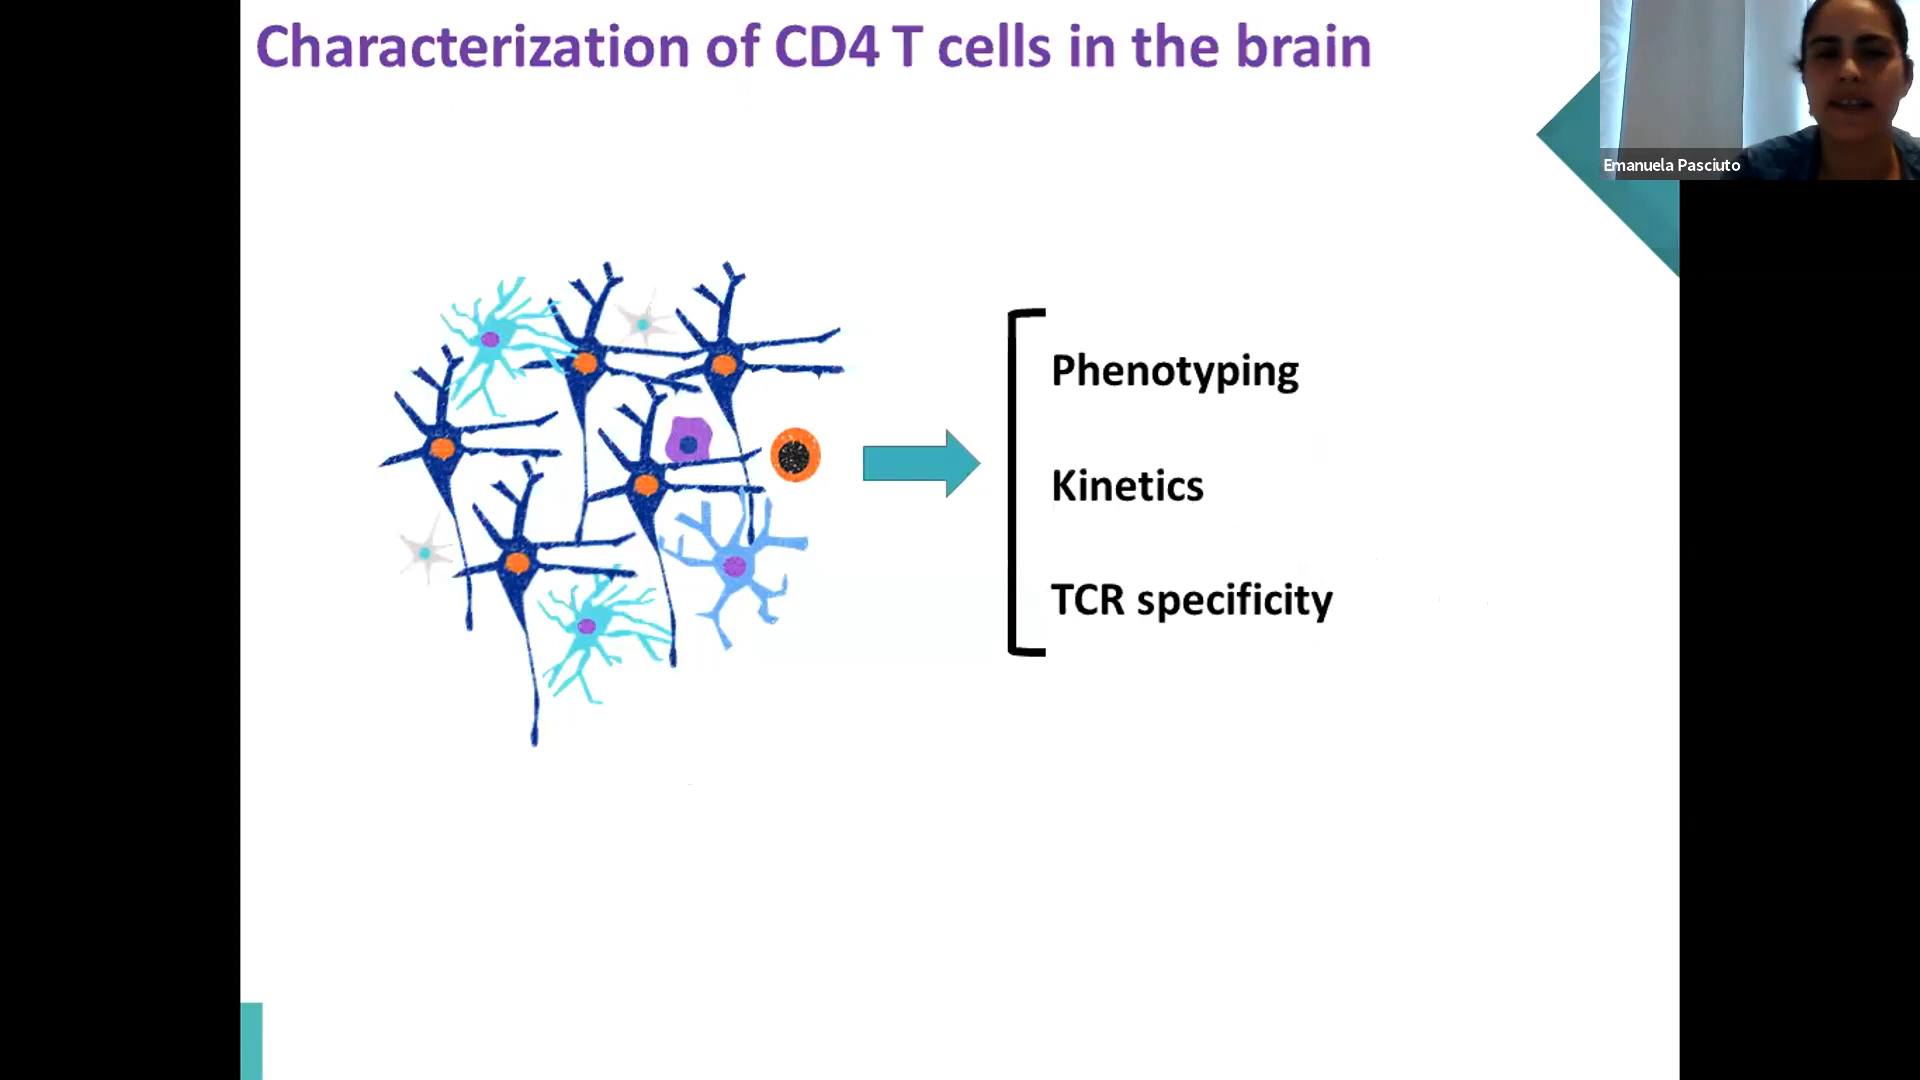 Characterization of CD4 T cells in the brain
Emanuela Pasciuto
Phenotyping
Kinetics
TCR specificity